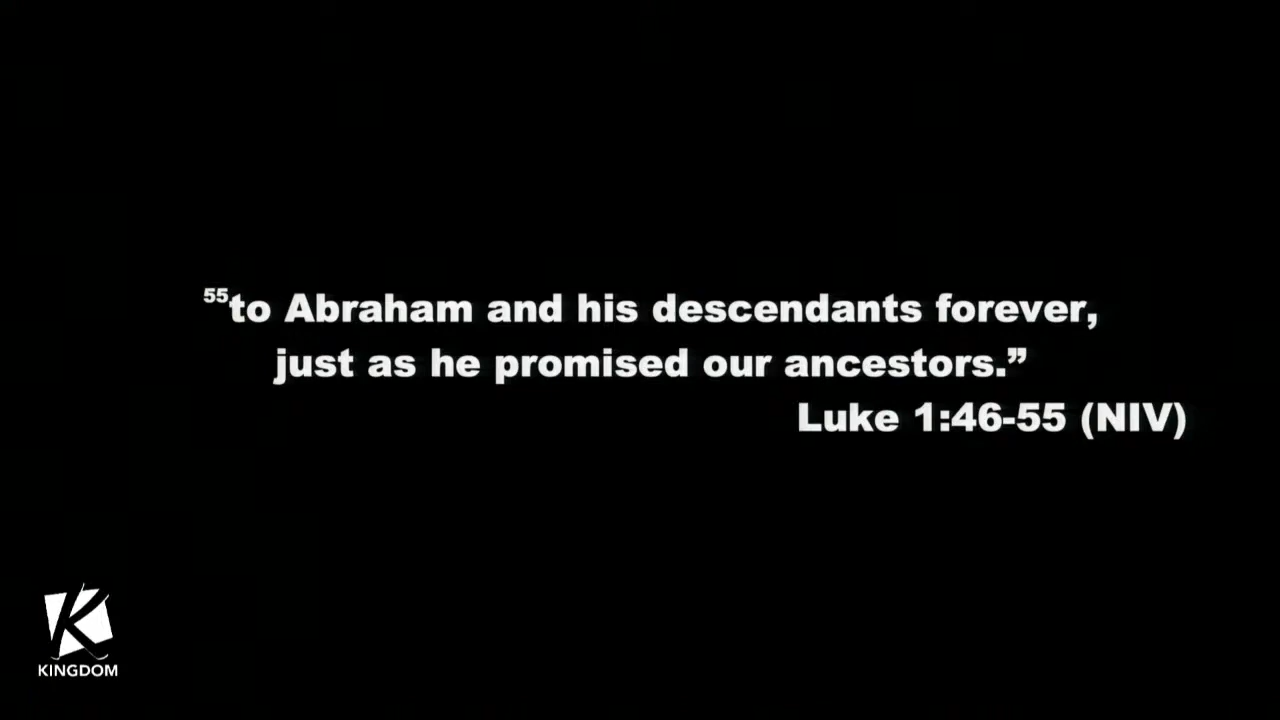 ⁵⁵to Abraham and his descendants forever,
just as he promised our ancestors.”
Luke 1:46-55 (NIV)
K
KINGDOM